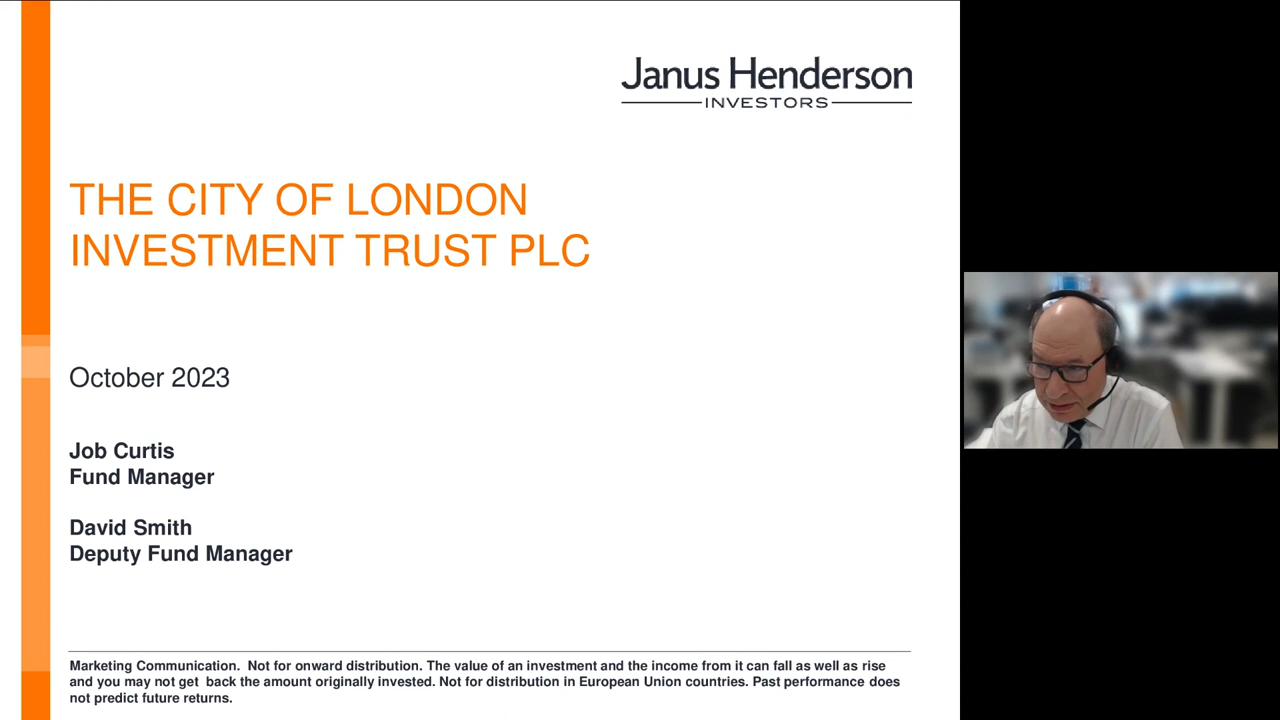 Janus Henderson
INVESTORS
THE CITY OF LONDON
INVESTMENT TRUST PLC
October 2023
Job Curtis
Fund Manager
David Smith
Deputy Fund Manager
Marketing Communication.  Not for onward distribution. The value of an investment and the income from it can fall as well as rise
and you may not get  back the amount originally invested. Not for distribution in European Union countries. Past performance does
not predict future returns.